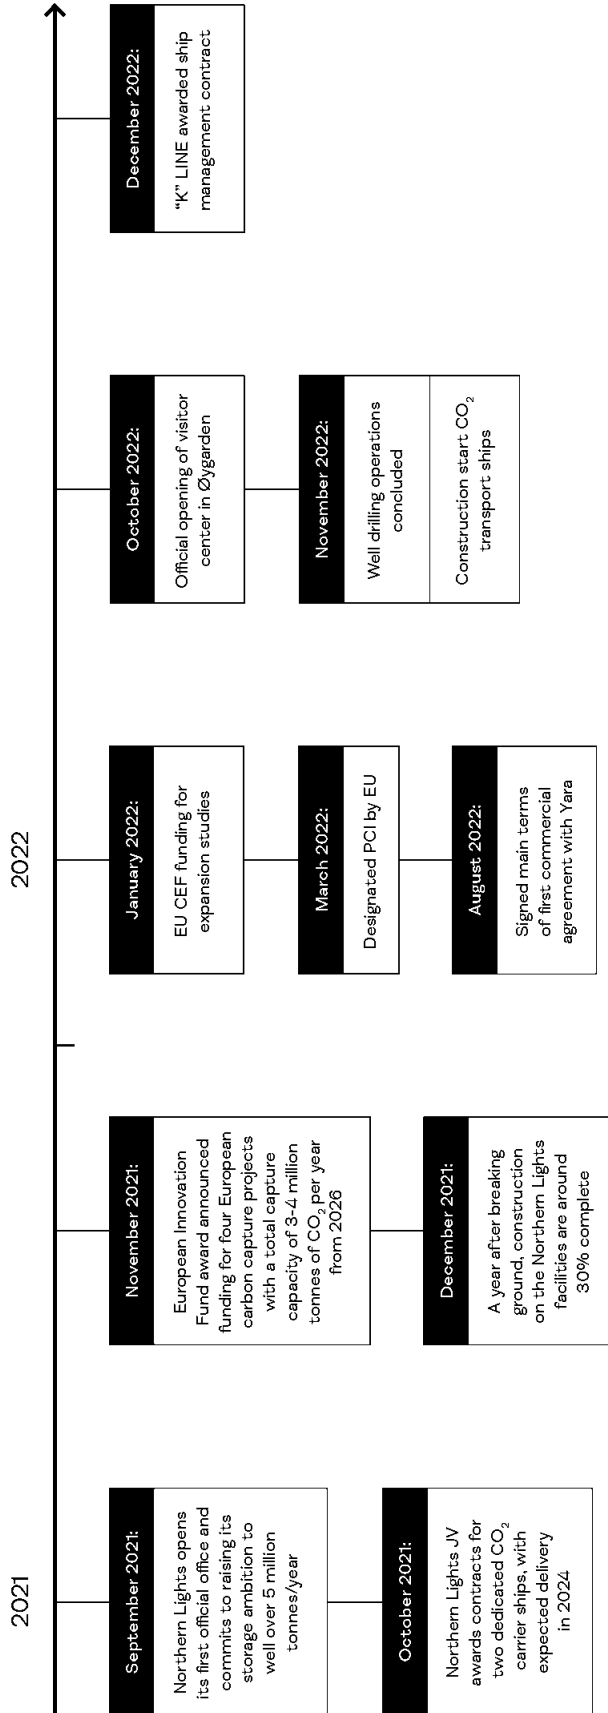 2021
September 2021:
Northern Lights opens
its first official office and
commits to raising its
storage ambition to
well over 5 million
tonnes/year
October 2021:
Northern Lights JV
awards contracts for
two dedicated CO₂
carrier ships, with
expected delivery
in 2024
November 2021:
European Innovation
Fund award announced
funding for four European
carbon capture projects
with a total capture
capacity of 3-4 million
tonnes of CO₂ per year
from 2026
December 2021:
A year after breaking
ground, construction
on the Northern Lights
facilities are around
30% complete
2022
January 2022:
EU CEF funding for
expansion studies
March 2022:
Designated PCI by EU
August 2022:
Signed main terms
of first commercial
agreement with Yara
October 2022:
Official opening of visitor
center in Øygarden
November 2022:
Well drilling operations
concluded
Construction start CO₂
transport ships
December 2022:
“K” LINE awarded ship
management contract